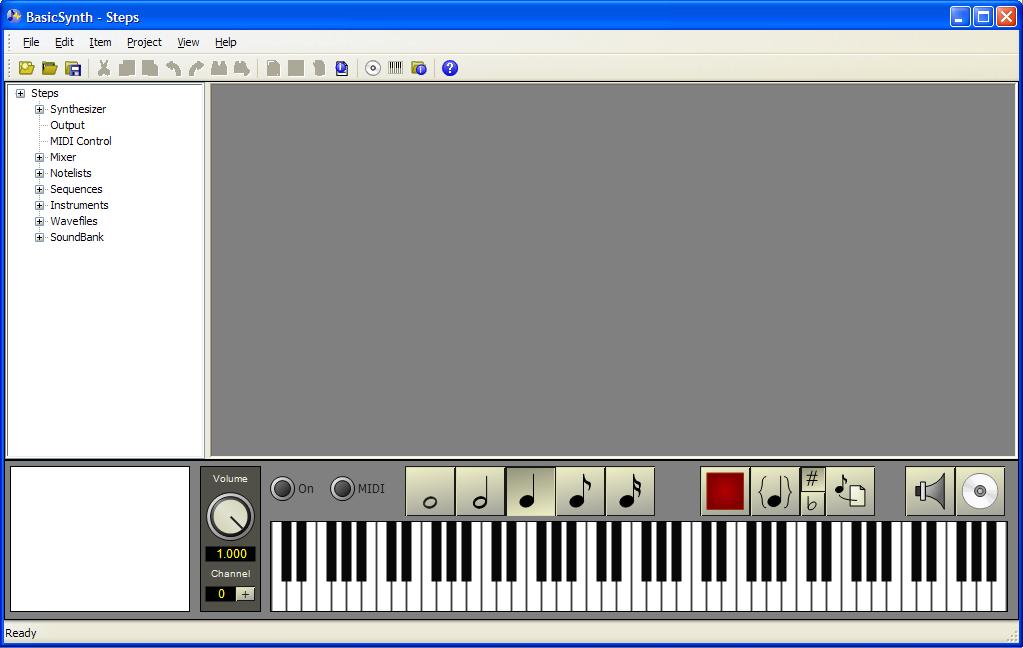 BasicSynth - Steps
File Edit Item Project View Help
Steps
Synthesizer
Output
MIDI Control
Mixer
Notelists
Sequences
Instruments
Wavefiles
SoundBank
Volume
On MIDI
1.000
Channel
0 +
Ready